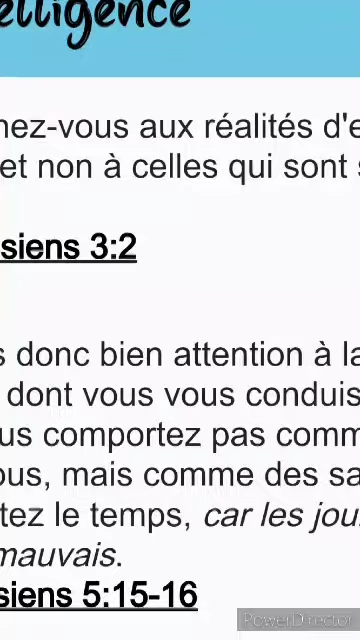 elligence
nez-vous aux réalités d'e
et non à celles qui sont s
siens 3:2
s donc bien attention à la
dont vous vous conduis
us comportez pas comm
ous, mais comme des sa
tez le temps, car les jou
mauvais.
siens 5:15-16
PowerDirector